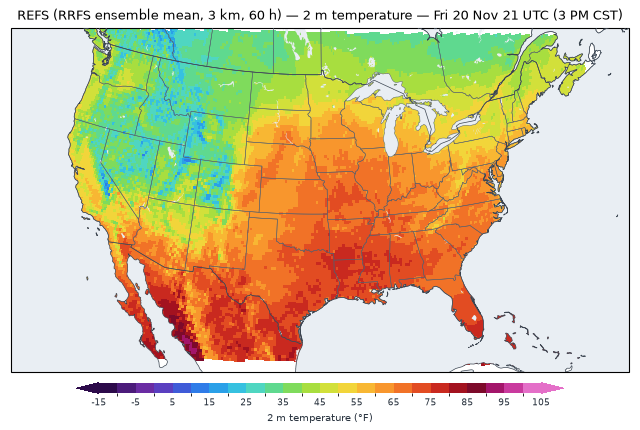 REFS (RRFS ensemble mean, 3 km, 60 h) — 2 m temperature — Fri 20 Nov 21 UTC (3 PM CST)
-15 -5 5 15 25 35 45 55 65 75 85 95 105
2 m temperature (°F)